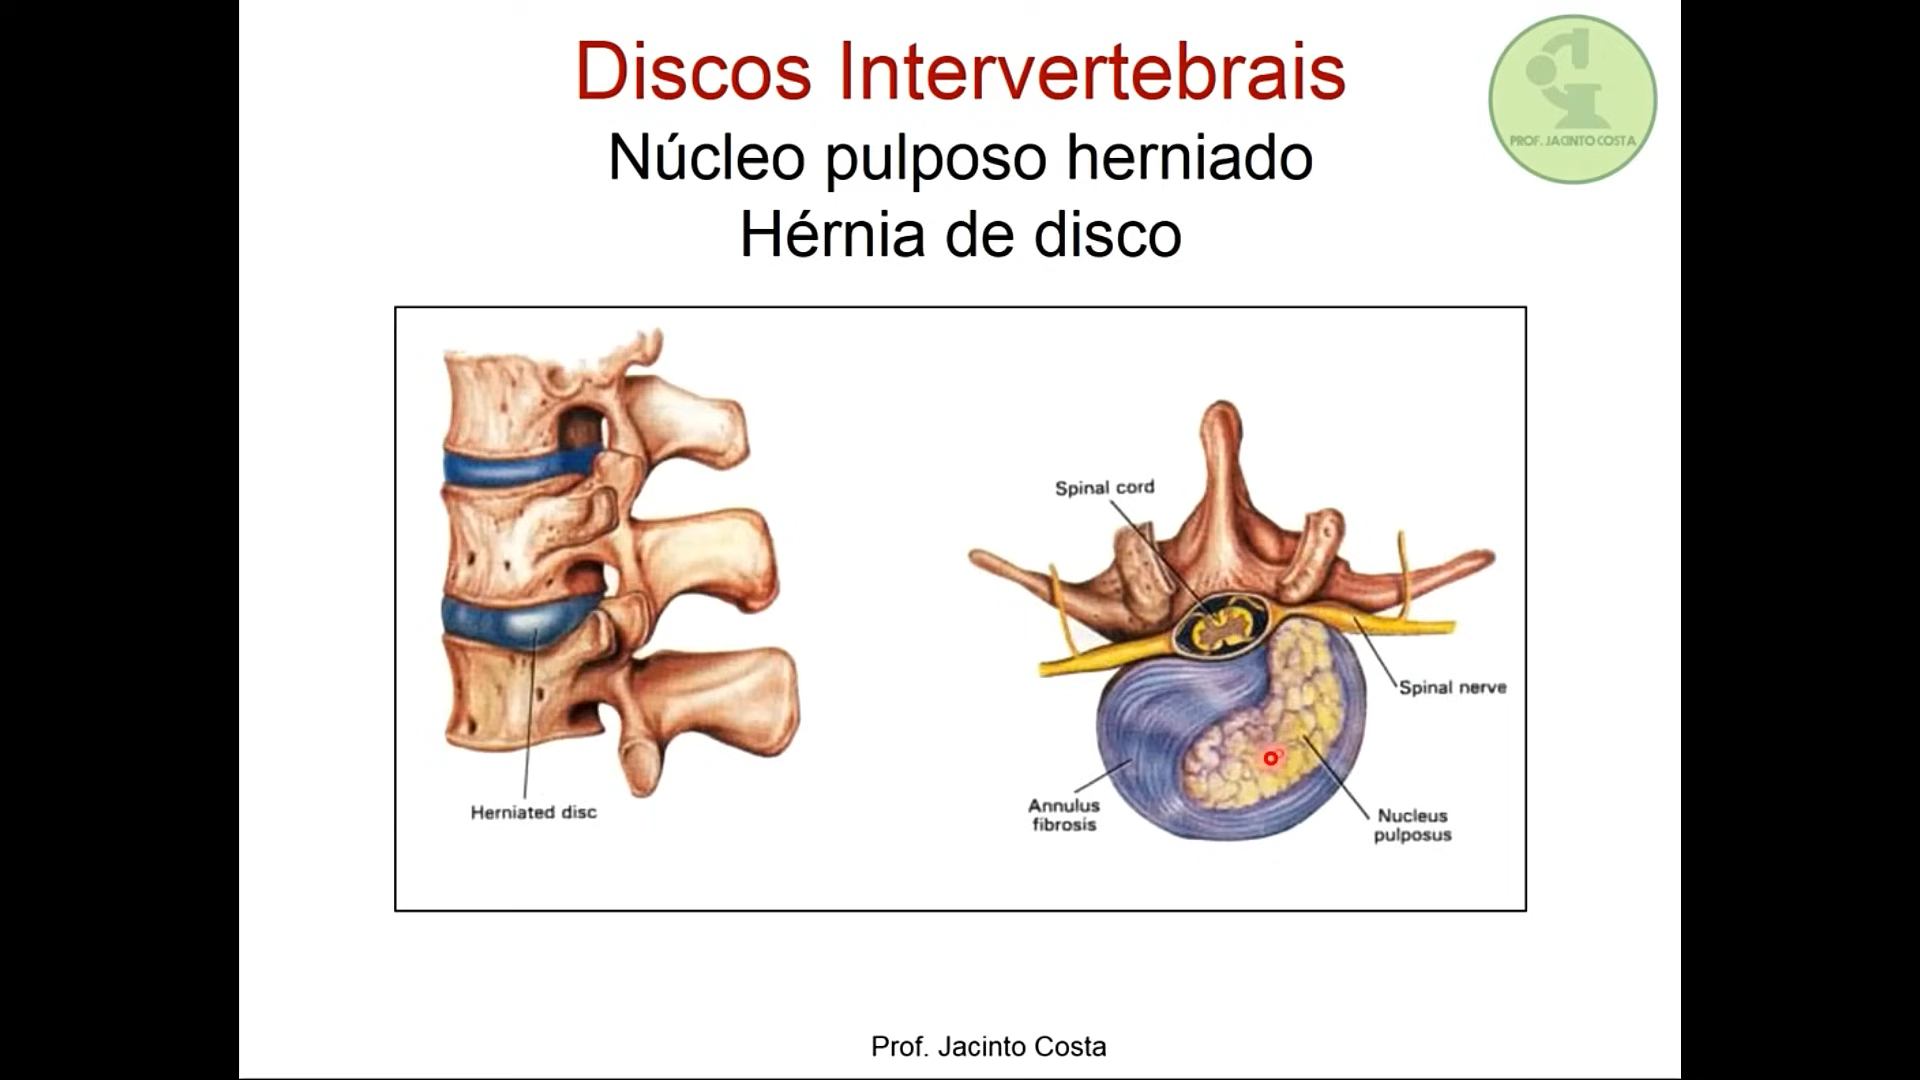 Discos Intervertebrais
Núcleo pulposo herniado
Hérnia de disco
PROF. JACINTO COSTA
Spinal cord
Spinal nerve
Herniated disc
Annulus
fibrosis
Nucleus
pulposus
Prof. Jacinto Costa